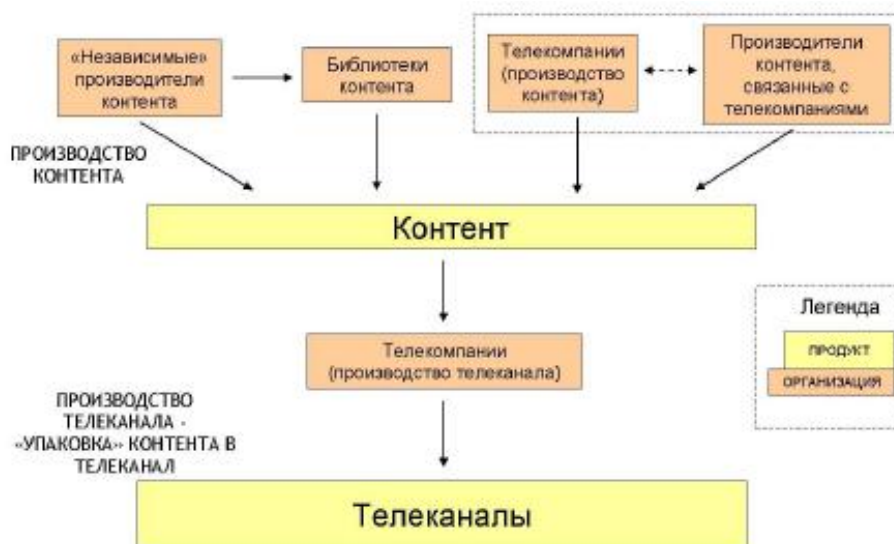 «Независимые»
производители
контента
Библиотеки
контента
Телекомпании
(производство
контента)
Производители
контента,
связанные с
телекомпаниями
ПРОИЗВОДСТВО
КОНТЕНТА
Контент
Легенда
ПРОДУКТ
ОРГАНИЗАЦИЯ
Телекомпании
(производство телеканала)
ПРОИЗВОДСТВО
ТЕЛЕКАНАЛА -
«УПАКОВКА» КОНТЕНТА В
ТЕЛЕКАНАЛ
Телеканалы